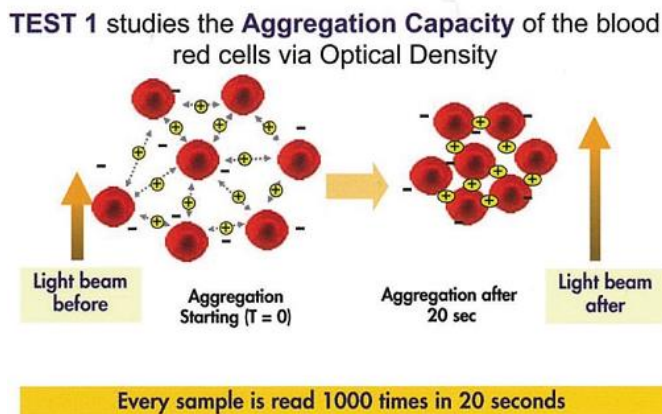 TEST 1 studies the Aggregation Capacity of the blood
red cells via Optical Density
Light beam
before
Aggregation
Starting (T = 0)
Aggregation after
20 sec
Light beam
after
Every sample is read 1000 times in 20 seconds